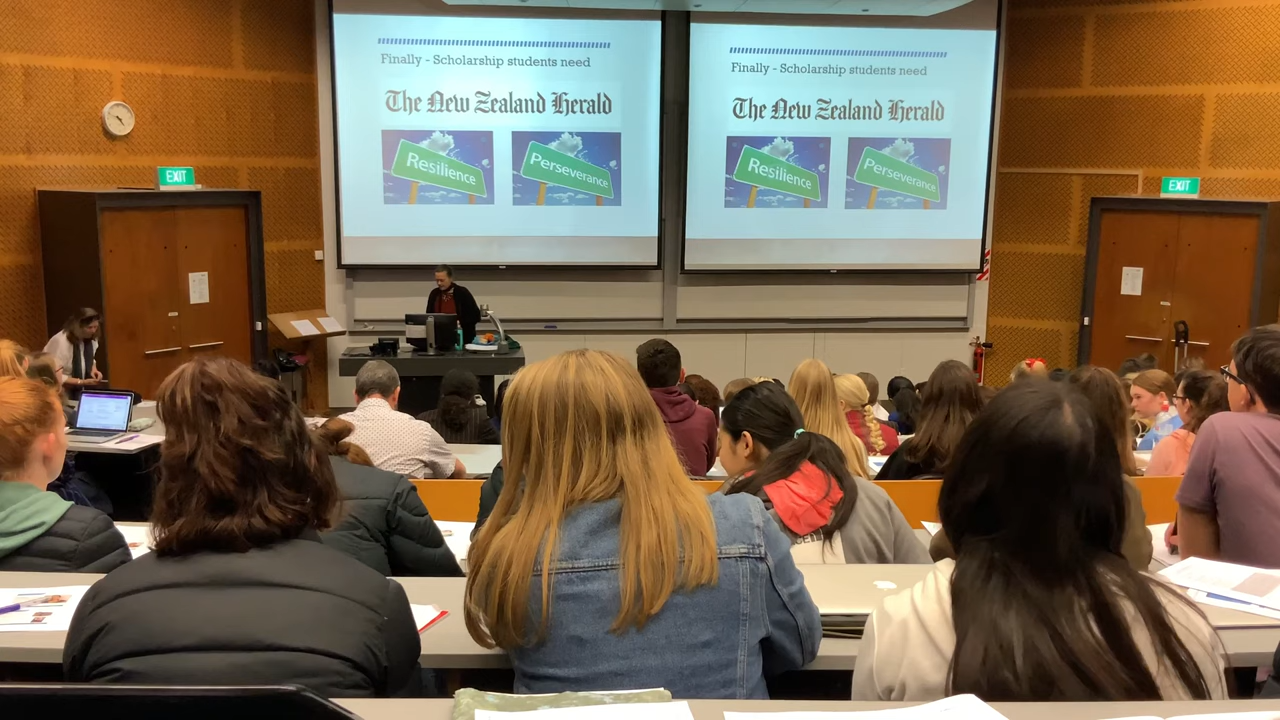 Finally - Scholarship students need
The New Zealand Herald
Resilience
Perseverance
Finally - Scholarship students need
The New Zealand Herald
Resilience
Perseverance
EXIT
EXIT